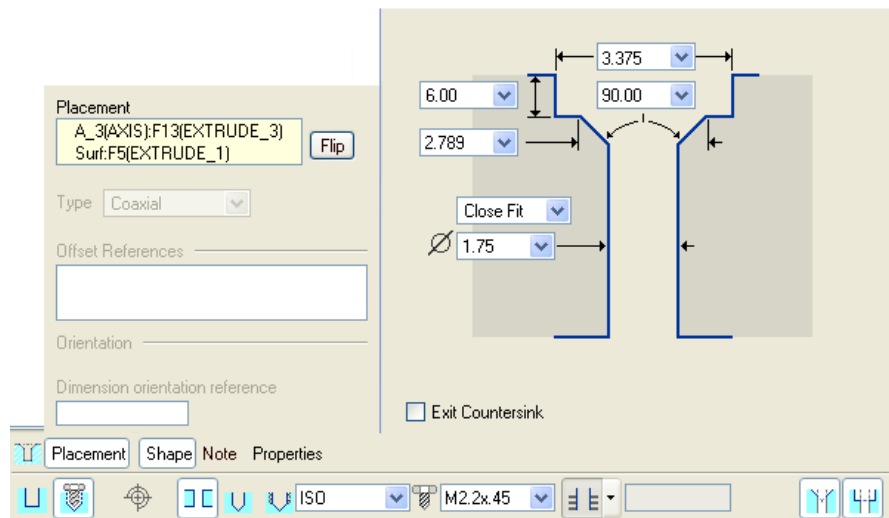 Placement
A_3(AXIS):F13(EXTRUDE_3)
Surf:F5(EXTRUDE_1)
Flip
Type Coaxial
Offset References
Orientation
Dimension orientation reference
3.375
6.00 90.00
2.789
Close Fit
Ø 1.75
Exit Countersink
Placement Shape Note Properties
ISO M2.2x.45